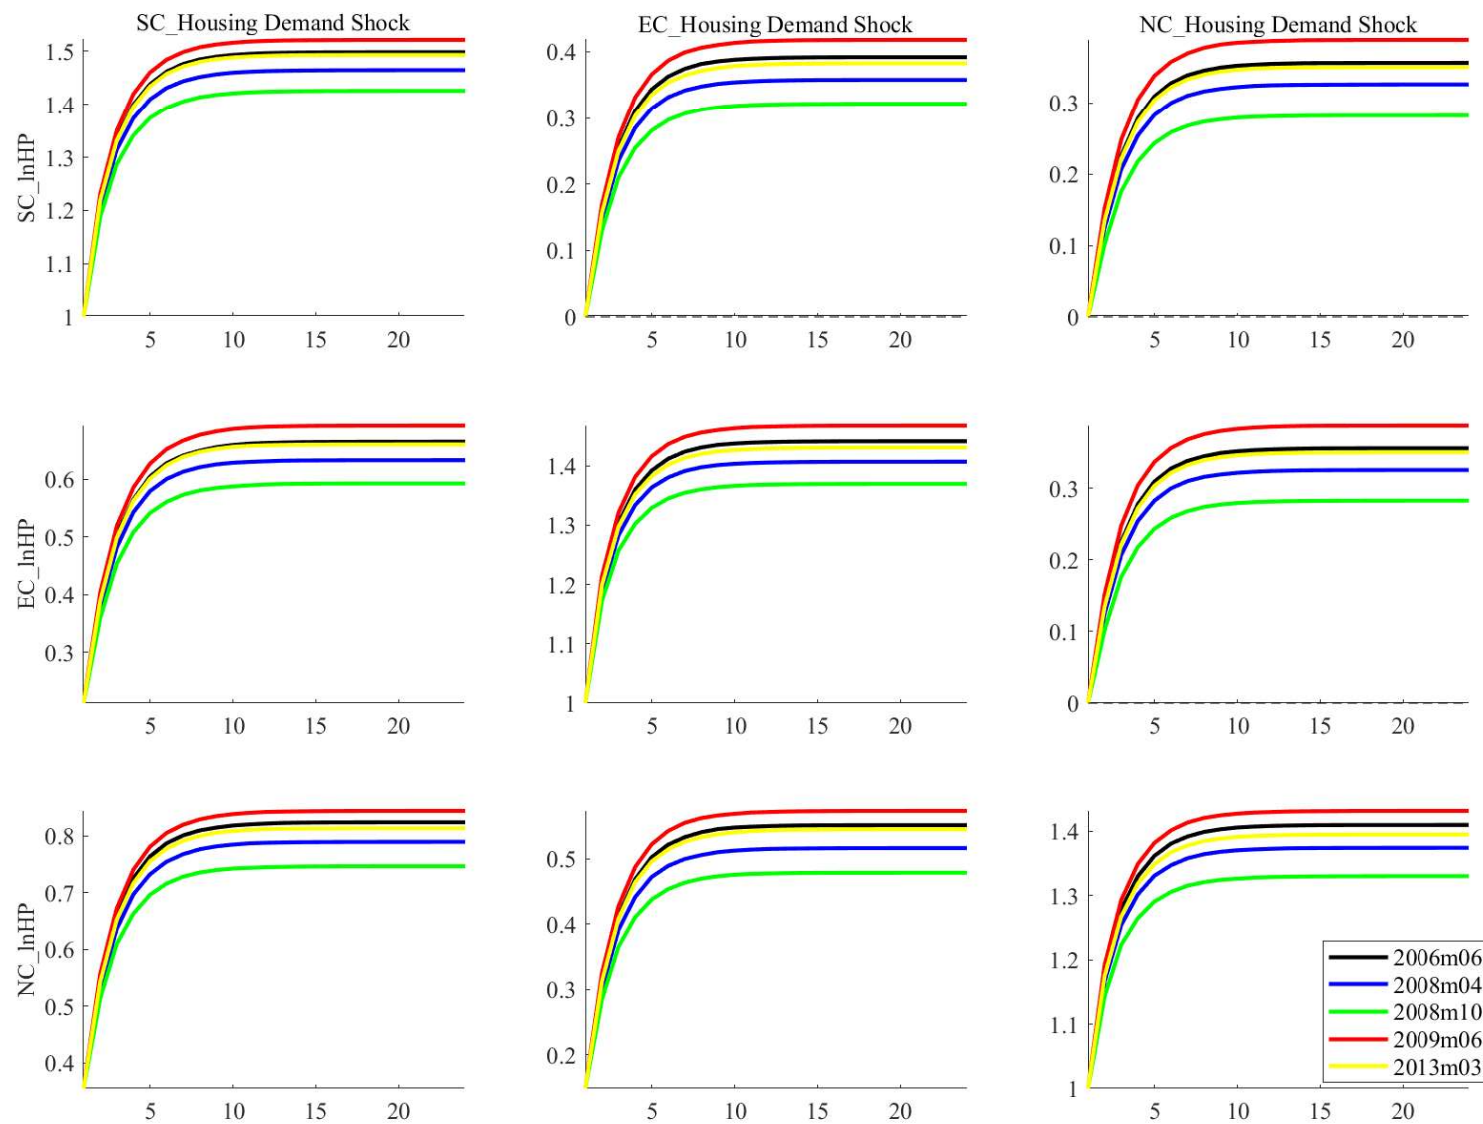 SC_Housing Demand Shock
EC_Housing Demand Shock
NC_Housing Demand Shock
SC_lnHP
1.5
1.4
1.3
1.2
1.1
1
5 10 15 20
0.4
0.3
0.2
0.1
0
5 10 15 20
0.3
0.2
0.1
0
5 10 15 20
EC_lnHP
0.6
0.5
0.4
0.3
5 10 15 20
1.4
1.3
1.2
1.1
1
5 10 15 20
0.3
0.2
0.1
0
5 10 15 20
NC_lnHP
0.8
0.7
0.6
0.5
0.4
5 10 15 20
0.5
0.4
0.3
0.2
5 10 15 20
1.4
1.3
1.2
1.1
1
5 10 15 20
2006m06
2008m04
2008m10
2009m06
2013m03